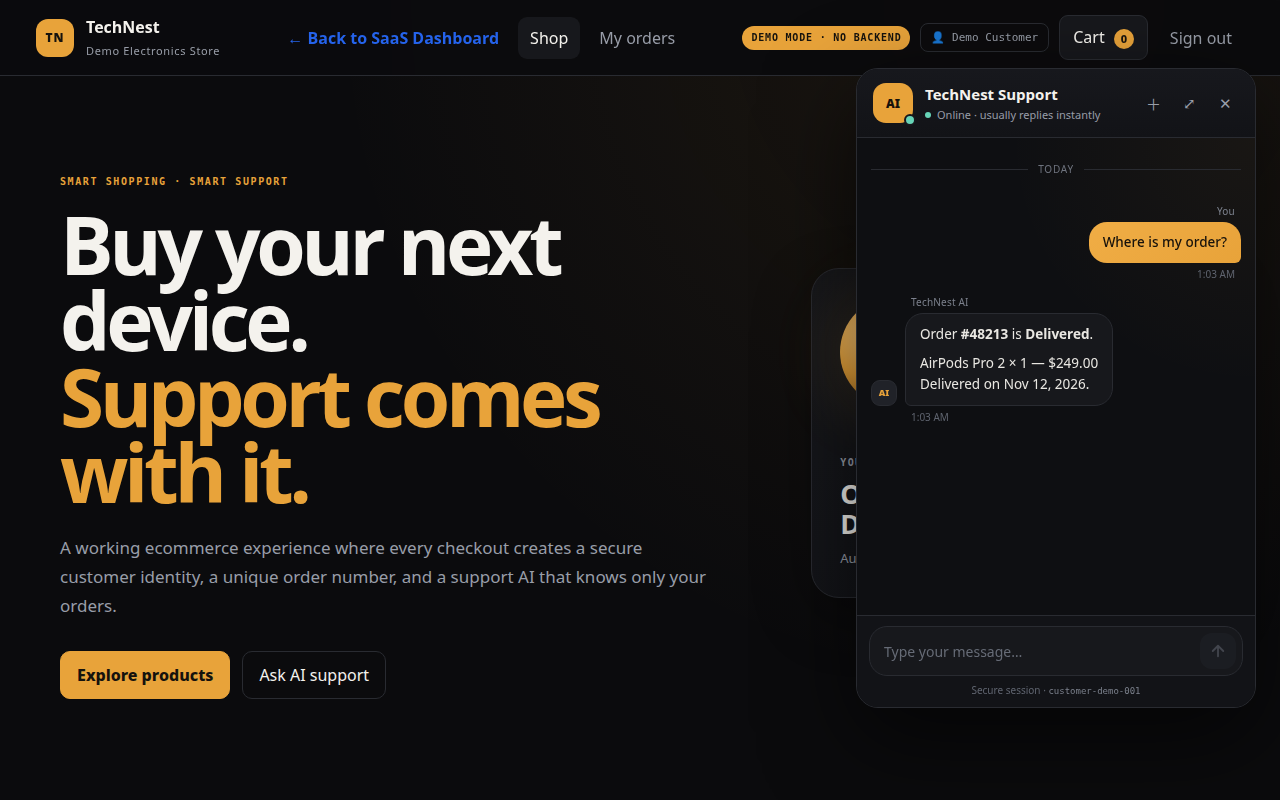 TN
TechNest
Demo Electronics Store
← Back to SaaS Dashboard
Shop
My orders
DEMO MODE · NO BACKEND
👤 Demo Customer
Cart 0
Sign out
SMART SHOPPING · SMART SUPPORT
Buy your next
device.
Support comes
with it.
A working ecommerce experience where every checkout creates a secure
customer identity, a unique order number, and a support AI that knows only your
orders.
Explore products
Ask AI support
AI
TechNest Support
Online · usually replies instantly
TODAY
You
Where is my order?
1:03 AM
TechNest AI
Order #48213 is Delivered.
AirPods Pro 2 × 1 — $249.00
Delivered on Nov 12, 2026.
AI
1:03 AM
Type your message...
Secure session · customer-demo-001